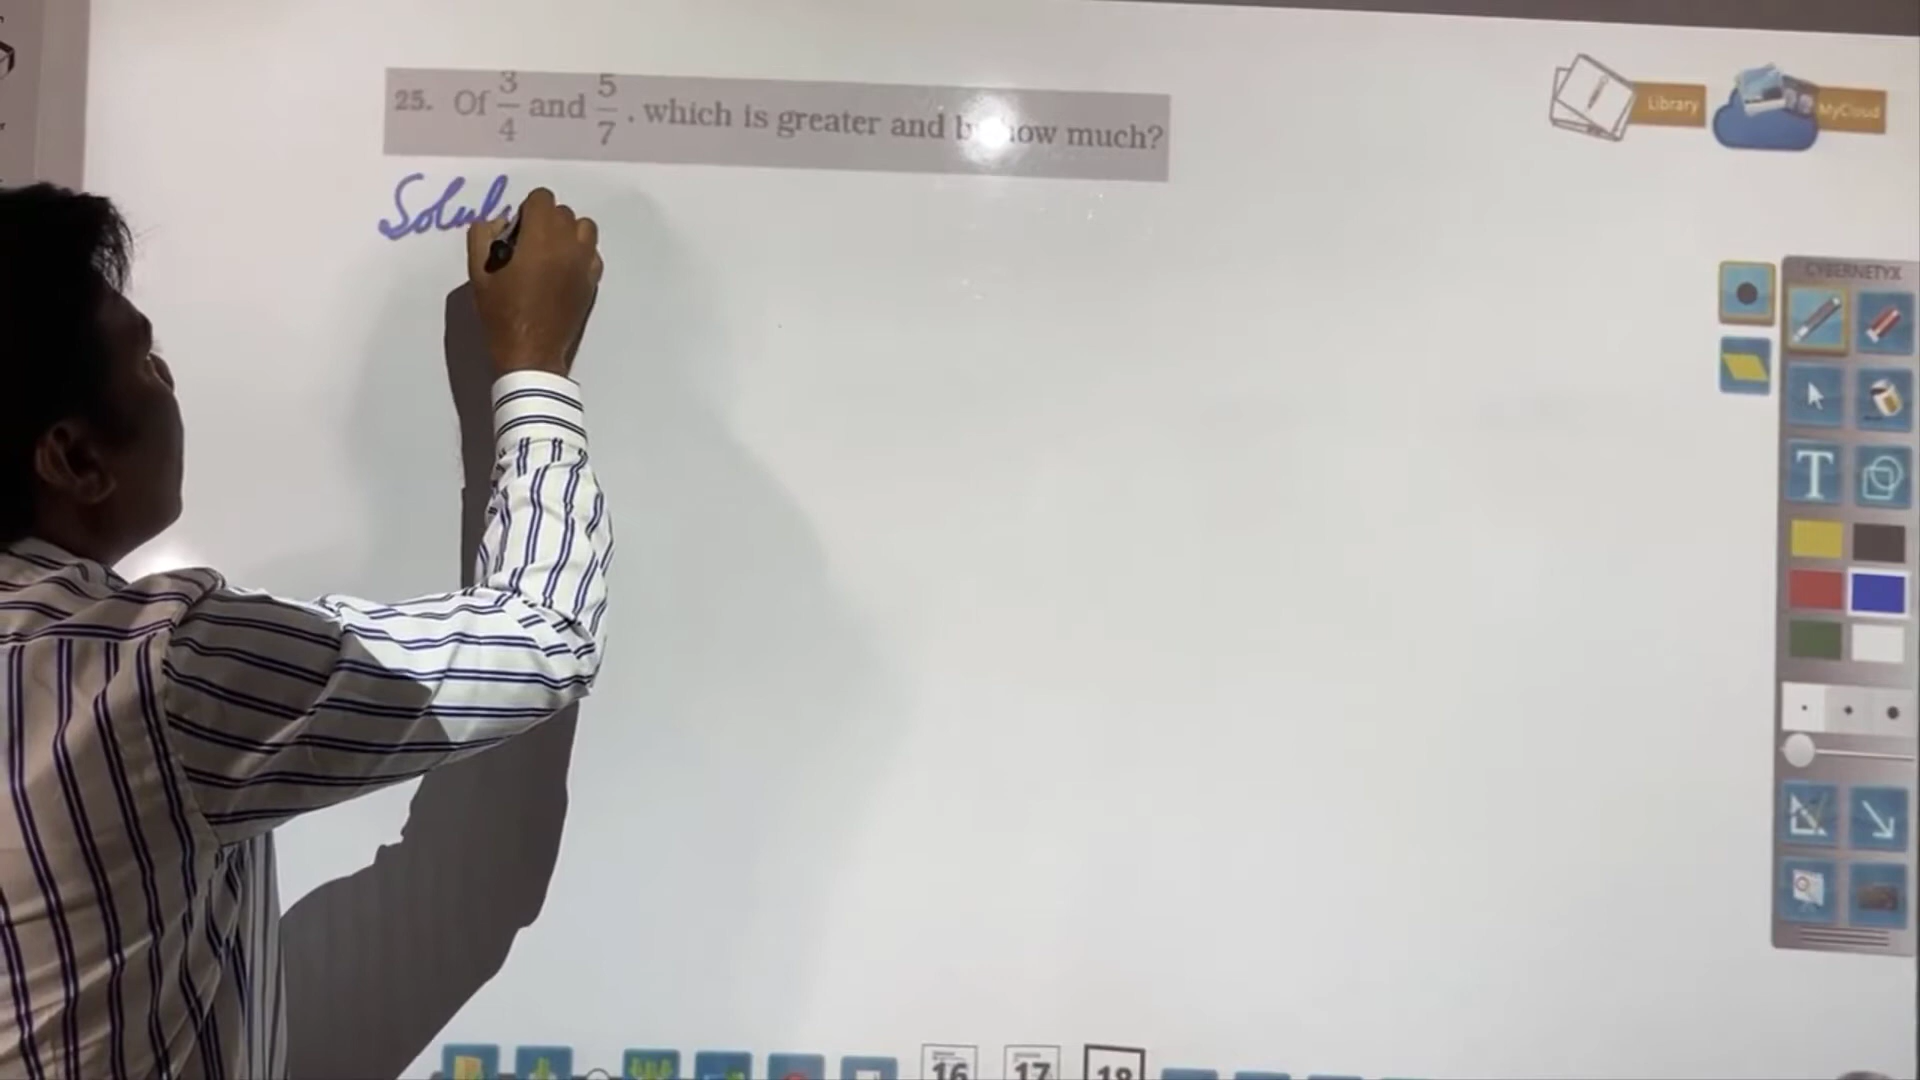 25. Of 3/4 and 5/7, which is greater and by how much?
Solu
Library
MyCloud
CYBERNETYX
T
16
17
18